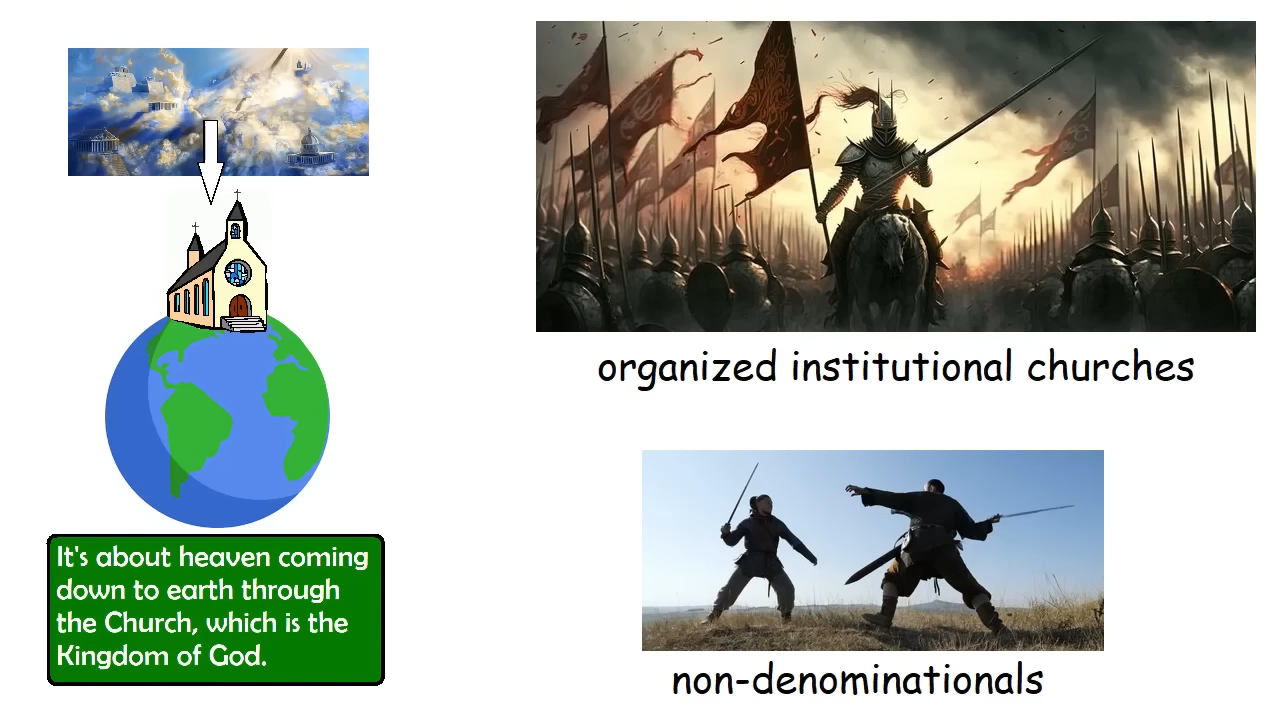 It's about heaven coming
down to earth through
the Church, which is the
Kingdom of God.
organized institutional churches
non-denominationals